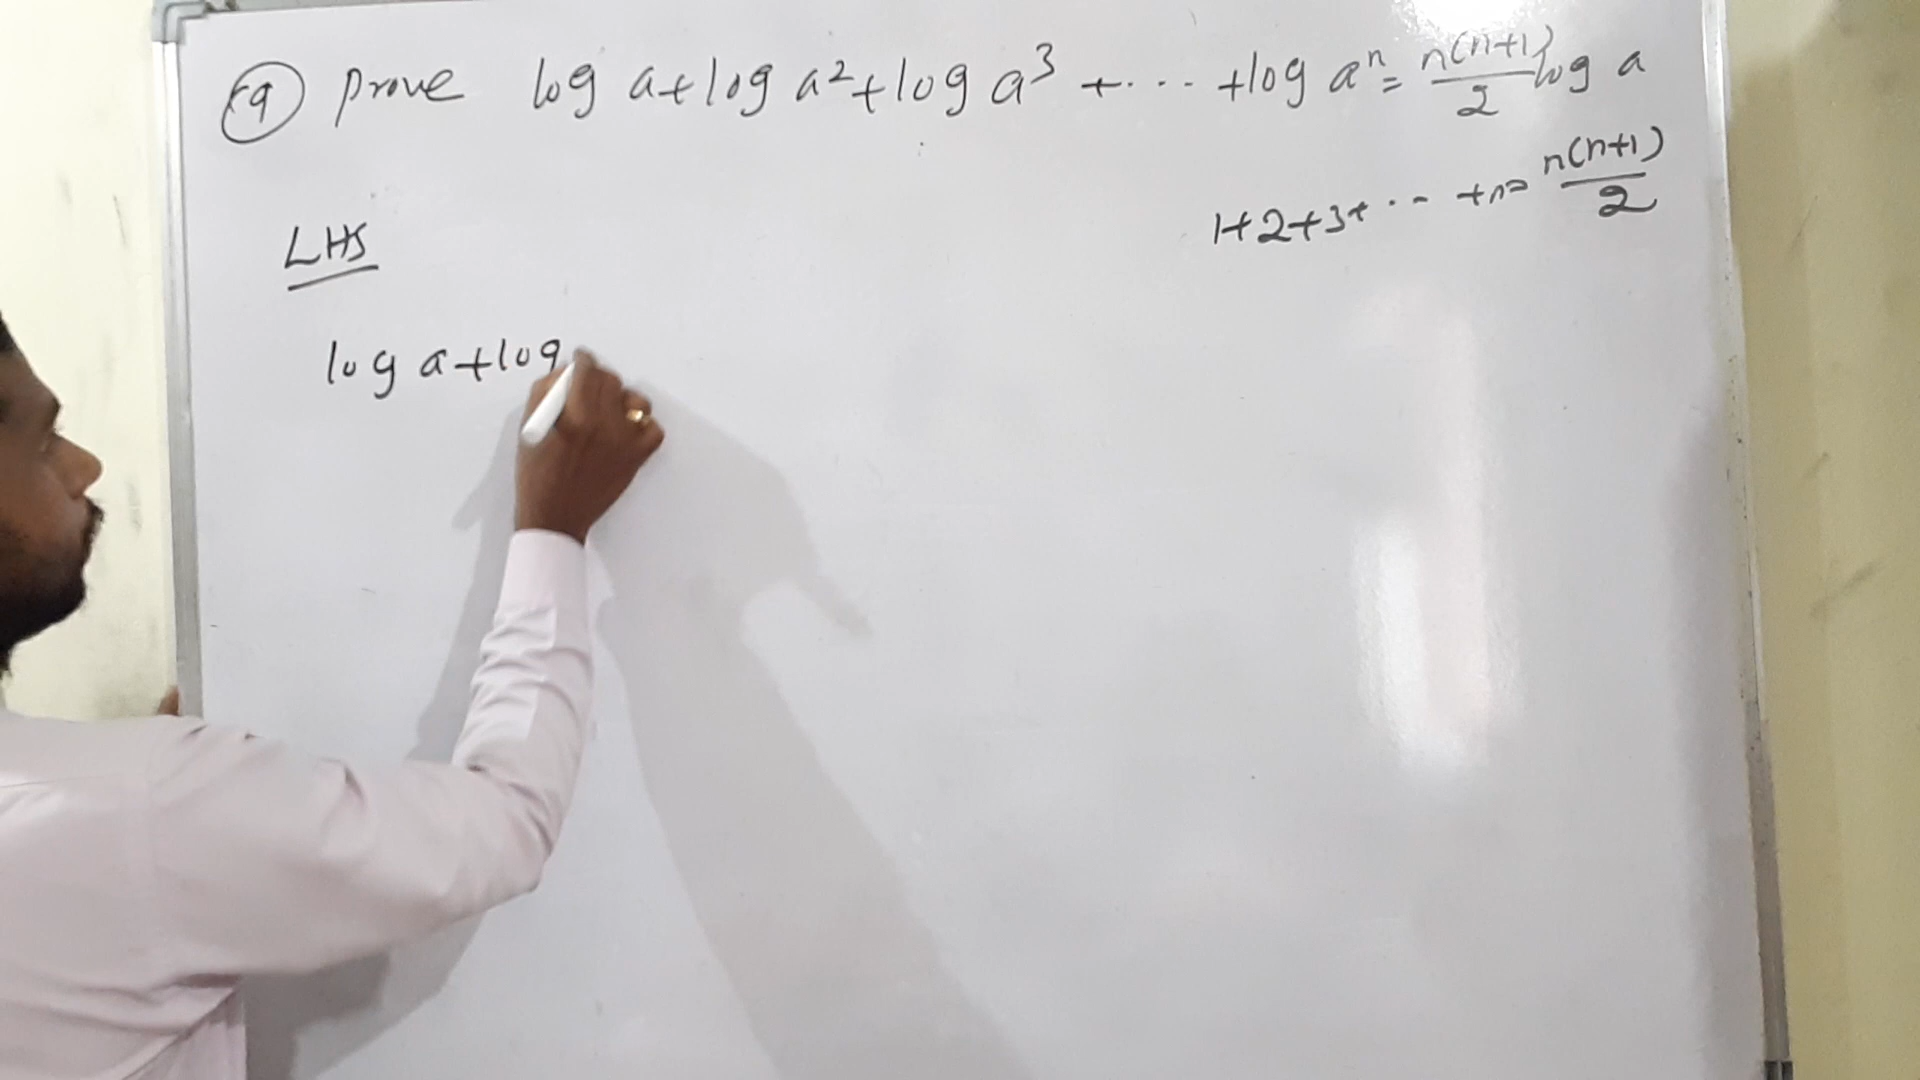 9 prove log a+log a²+log a³ +.... +log aⁿ = n(n+1)/2 log a
1+2+3+... +n= n(n+1)/2
LHS
log a+log